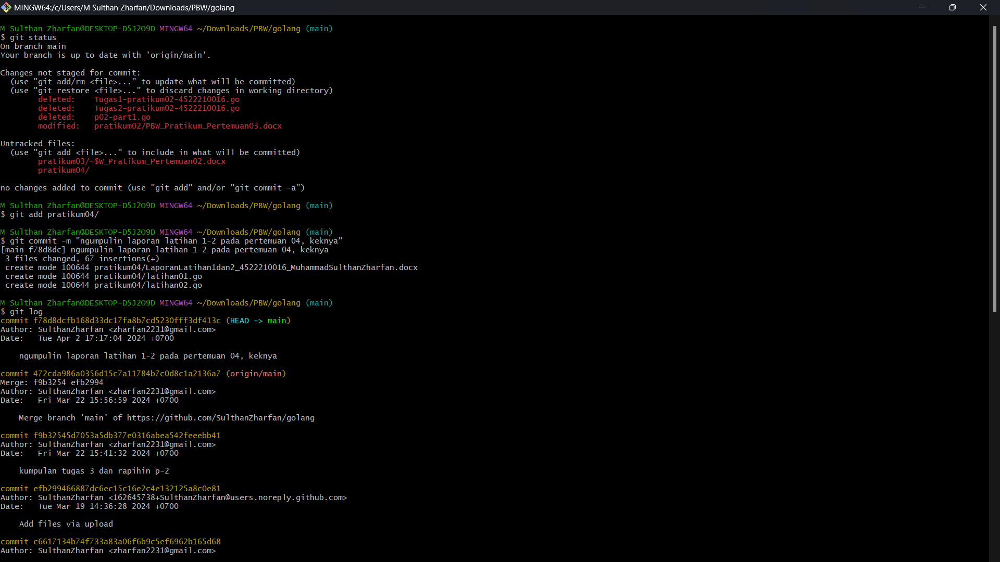 MINGW64:/c/Users/M Sulthan Zharfan/Downloads/PBW/golang
M Sulthan Zharfan@DESKTOP-D5J2O9D MINGW64 ~/Downloads/PBW/golang (main)
$ git status
On branch main
Your branch is up to date with 'origin/main'.
Changes not staged for commit:
  (use "git add/rm <file>..." to update what will be committed)
  (use "git restore <file>..." to discard changes in working directory)
        deleted:    Tugas1-pratikum02-4522210016.go
        deleted:    Tugas2-pratikum02-4522210016.go
        deleted:    p02-part1.go
        modified:   pratikum02/PBW_Pratikum_Pertemuan03.docx
Untracked files:
  (use "git add <file>..." to include in what will be committed)
        pratikum03/~$W_Pratikum_Pertemuan02.docx
        pratikum04/
no changes added to commit (use "git add" and/or "git commit -a")
M Sulthan Zharfan@DESKTOP-D5J2O9D MINGW64 ~/Downloads/PBW/golang (main)
$ git add pratikum04/
M Sulthan Zharfan@DESKTOP-D5J2O9D MINGW64 ~/Downloads/PBW/golang (main)
$ git commit -m "ngumpulin laporan latihan 1-2 pada pertemuan 04, keknya"
[main f78d8dc] ngumpulin laporan latihan 1-2 pada pertemuan 04, keknya
 3 files changed, 67 insertions(+)
 create mode 100644 pratikum04/LaporanLatihan1dan2_4522210016_MuhammadSulthanZharfan.docx
 create mode 100644 pratikum04/latihan01.go
 create mode 100644 pratikum04/latihan02.go
M Sulthan Zharfan@DESKTOP-D5J2O9D MINGW64 ~/Downloads/PBW/golang (main)
$ git log
commit f78d8dcfb168d33dc17fa8b7cd5230fff3df413c (HEAD -> main)
Author: SulthanZharfan <zharfan2231@gmail.com>
Date:   Tue Apr 2 17:17:04 2024 +0700
    ngumpulin laporan latihan 1-2 pada pertemuan 04, keknya
commit 472cda986a0356d15c7a11784b7c0d8c1a2136a7 (origin/main)
Merge: f9b3254 efb2994
Author: SulthanZharfan <zharfan2231@gmail.com>
Date:   Fri Mar 22 15:56:59 2024 +0700
    Merge branch 'main' of https://github.com/SulthanZharfan/golang
commit f9b32545d7053a5db377e0316abea542feeebb41
Author: SulthanZharfan <zharfan2231@gmail.com>
Date:   Fri Mar 22 15:41:32 2024 +0700
    kumpulan tugas 3 dan rapihin p-2
commit efb299466887dc6ec15c16e2c4e132125a8c0e81
Author: SulthanZharfan <162645738+SulthanZharfan@users.noreply.github.com>
Date:   Tue Mar 19 14:36:28 2024 +0700
    Add files via upload
commit c6617134b74f733a83a06f6b9c5ef6962b165d68
Author: SulthanZharfan <zharfan2231@gmail.com>